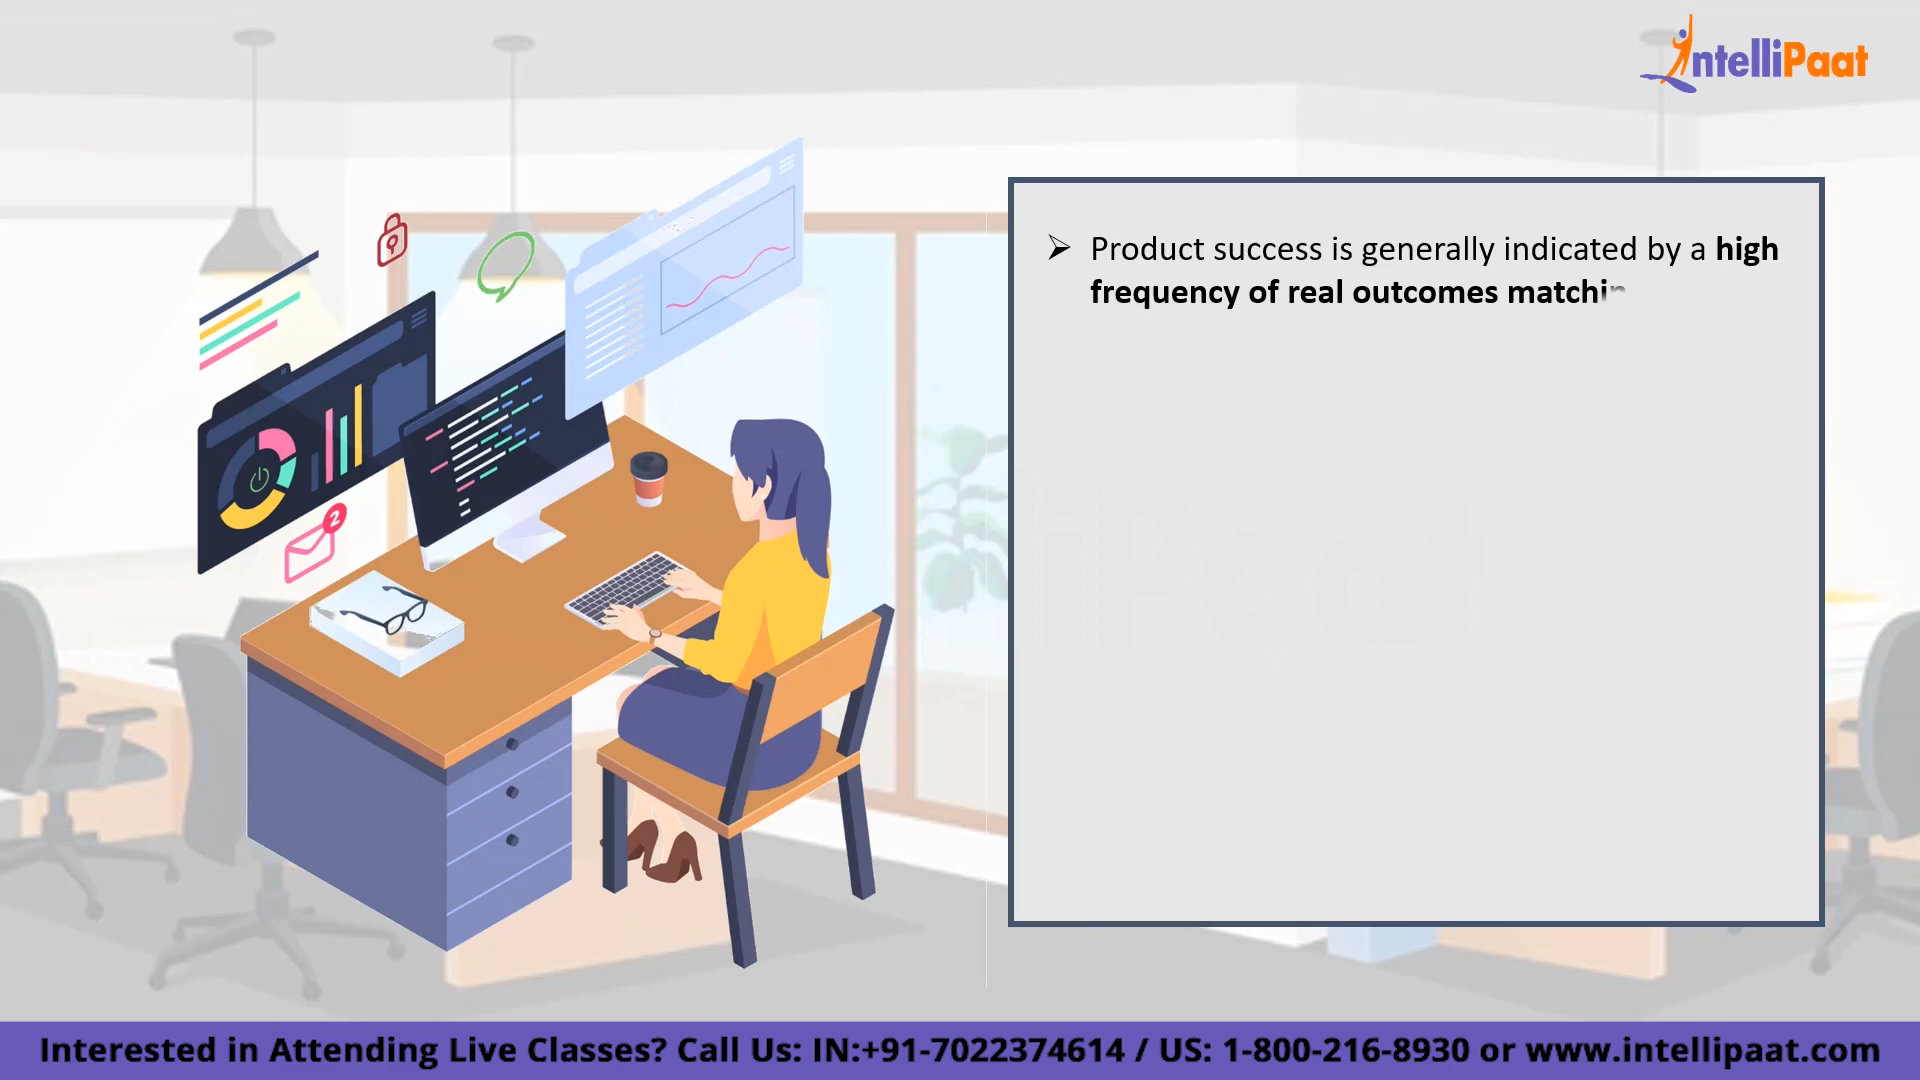 IntelliPaat
➢ Product success is generally indicated by a high
frequency of real outcomes
2
Interested in Attending Live Classes? Call Us: IN:+91-7022374614 / US: 1-800-216-8930 or www.intellipaat.com